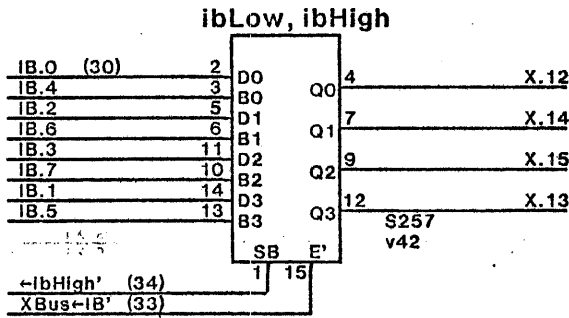 ibLow, ibHigh
IB.0 (30) 2 D0
IB.4 3 B0 Q0 4 X.12
IB.2 5 D1
IB.6 6 B1 Q1 7 X.14
IB.3 11 D2
IB.7 10 B2 Q2 9 X.15
IB.1 14 D3
IB.5 13 B3 Q3 12 X.13
S257
v42
SB E'
←ibHigh' (34) 1 15
XBus←IB' (33)